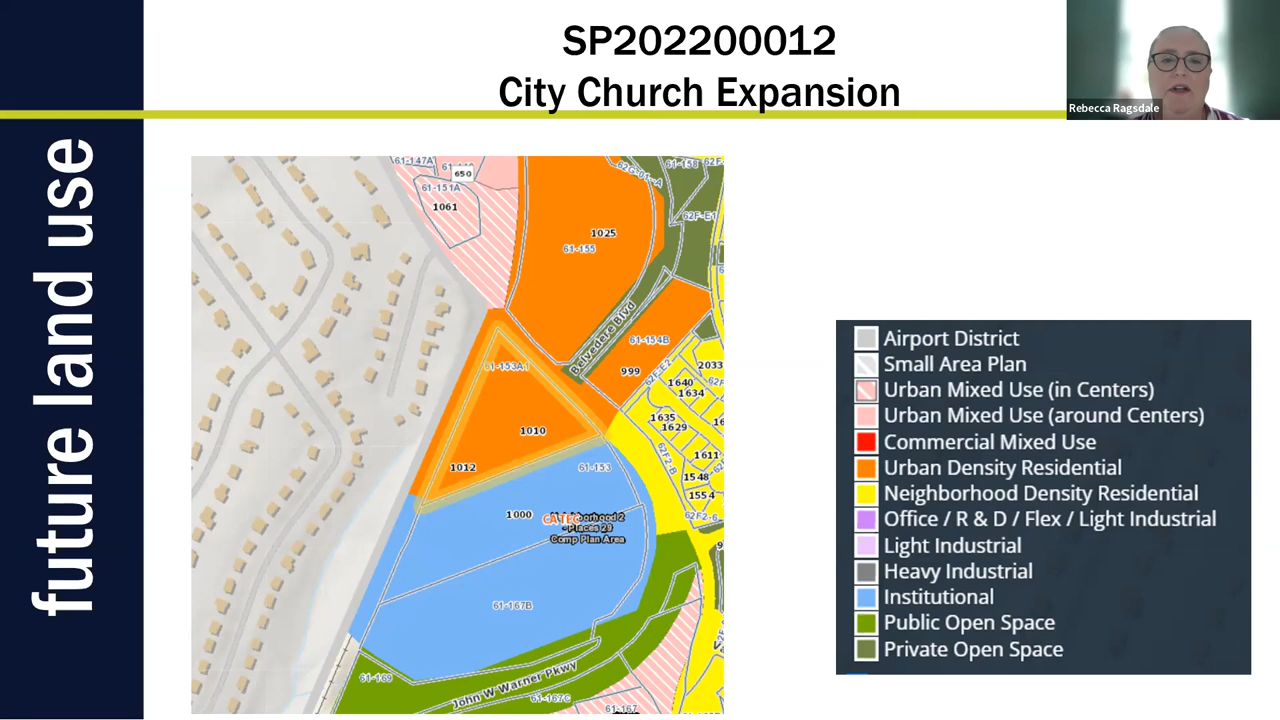 SP202200012
City Church Expansion
Rebecca Ragsdale
future land use
61-147A
650
61-151A
1061
1025
61-155
62F-E1
Belvedere Blvd
61-154B
999
61-153A1
1010
1012
2033
1640
1634
1635
1629
62F2-B
1611
1548
1554
62F2-6
61-153
1000
CATEC
Neighborhood 2
- Places 29
Comp Plan Area
61-167B
61-169
John W Warner Pkwy
61-167C
61-167
Airport District
Small Area Plan
Urban Mixed Use (in Centers)
Urban Mixed Use (around Centers)
Commercial Mixed Use
Urban Density Residential
Neighborhood Density Residential
Office / R & D / Flex / Light Industrial
Light Industrial
Heavy Industrial
Institutional
Public Open Space
Private Open Space